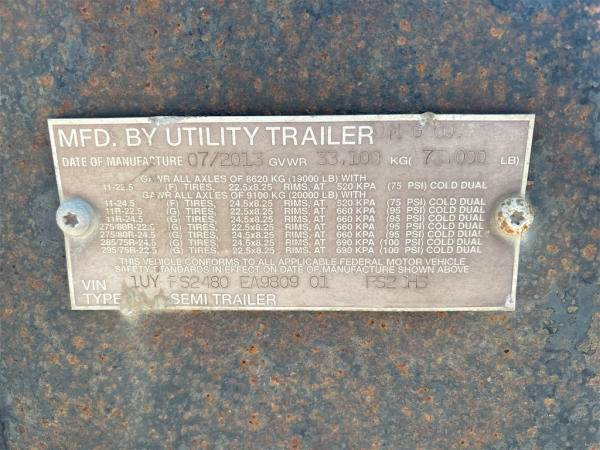 MFD. BY UTILITY TRAILER M G CO.
DATE OF MANUFACTURE 07/2013 GVWR 33,100 KG( 73,000 LB)
GAWR ALL AXLES OF 8620 KG (19000 LB) WITH
11-22.5 (F) TIRES, 22.5x8.25 RIMS, AT 520 KPA (75 PSI) COLD DUAL
GAWR ALL AXLES OF 9100 KG (20000 LB) WITH
11-24.5 (F) TIRES, 24.5x8.25 RIMS, AT 520 KPA (75 PSI) COLD DUAL
11R-22.5 (G) TIRES, 22.5x8.25 RIMS, AT 660 KPA (95 PSI) COLD DUAL
11R-24.5 (G) TIRES, 24.5x8.25 RIMS, AT 660 KPA (95 PSI) COLD DUAL
275/80R-22.5 (G) TIRES, 22.5x8.25 RIMS, AT 660 KPA (95 PSI) COLD DUAL
275/80R-24.5 (G) TIRES, 24.5x8.25 RIMS, AT 660 KPA (95 PSI) COLD DUAL
285/75R-24.5 (G) TIRES, 24.5x8.25 RIMS, AT 690 KPA (100 PSI) COLD DUAL
295/75R-22.5 (G) TIRES, 22.5x8.25 RIMS, AT 690 KPA (100 PSI) COLD DUAL
THIS VEHICLE CONFORMS TO ALL APPLICABLE FEDERAL MOTOR VEHICLE
SAFETY STANDARDS IN EFFECT ON DATE OF MANUFACTURE SHOWN ABOVE
VIN 1UY FS2480 EA9809 01
TYPE SEMI TRAILER